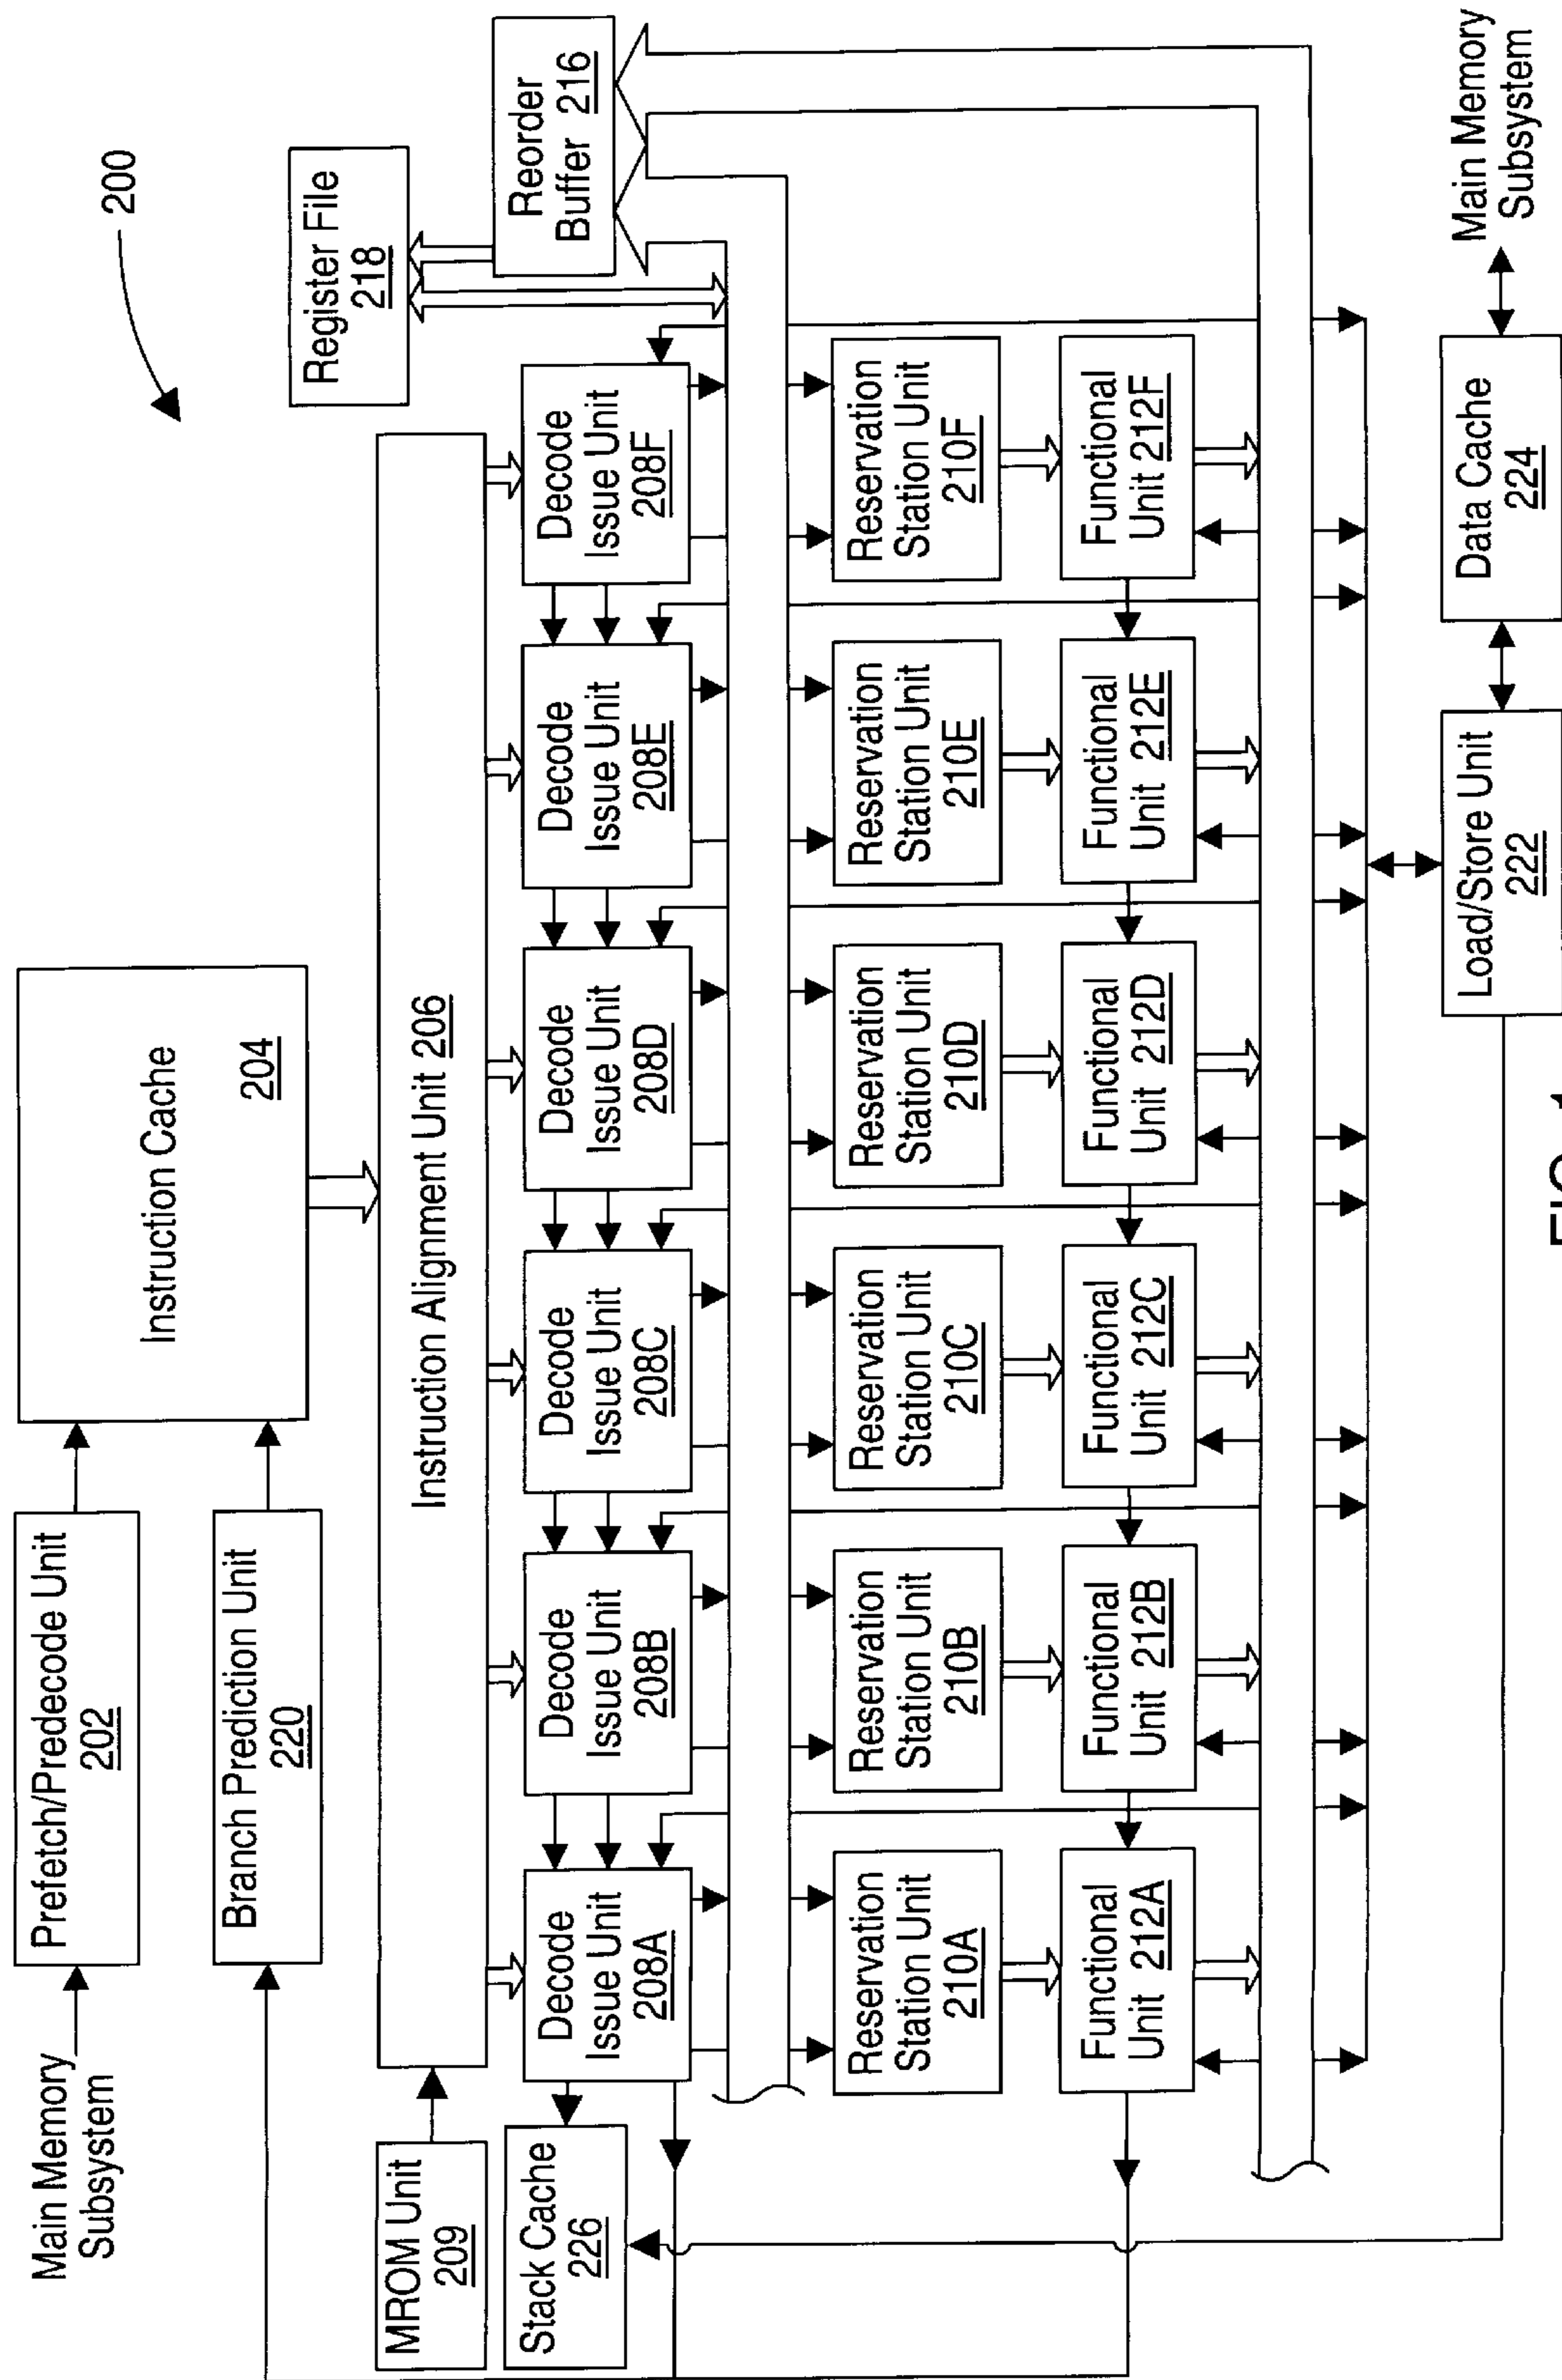 200
Main Memory
Subsystem
Prefetch/Predecode Unit
202
Branch Prediction Unit
220
Instruction Cache
204
Register File
218
Reorder
Buffer 216
MROM Unit
209
Instruction Alignment Unit 206
Stack Cache
226
Decode
Issue Unit
208A
Decode
Issue Unit
208B
Decode
Issue Unit
208C
Decode
Issue Unit
208D
Decode
Issue Unit
208E
Decode
Issue Unit
208F
Reservation
Station Unit
210A
Reservation
Station Unit
210B
Reservation
Station Unit
210C
Reservation
Station Unit
210D
Reservation
Station Unit
210E
Reservation
Station Unit
210F
Functional
Unit 212A
Functional
Unit 212B
Functional
Unit 212C
Functional
Unit 212D
Functional
Unit 212E
Functional
Unit 212F
Load/Store Unit
222
Data Cache
224
Main Memory
Subsystem